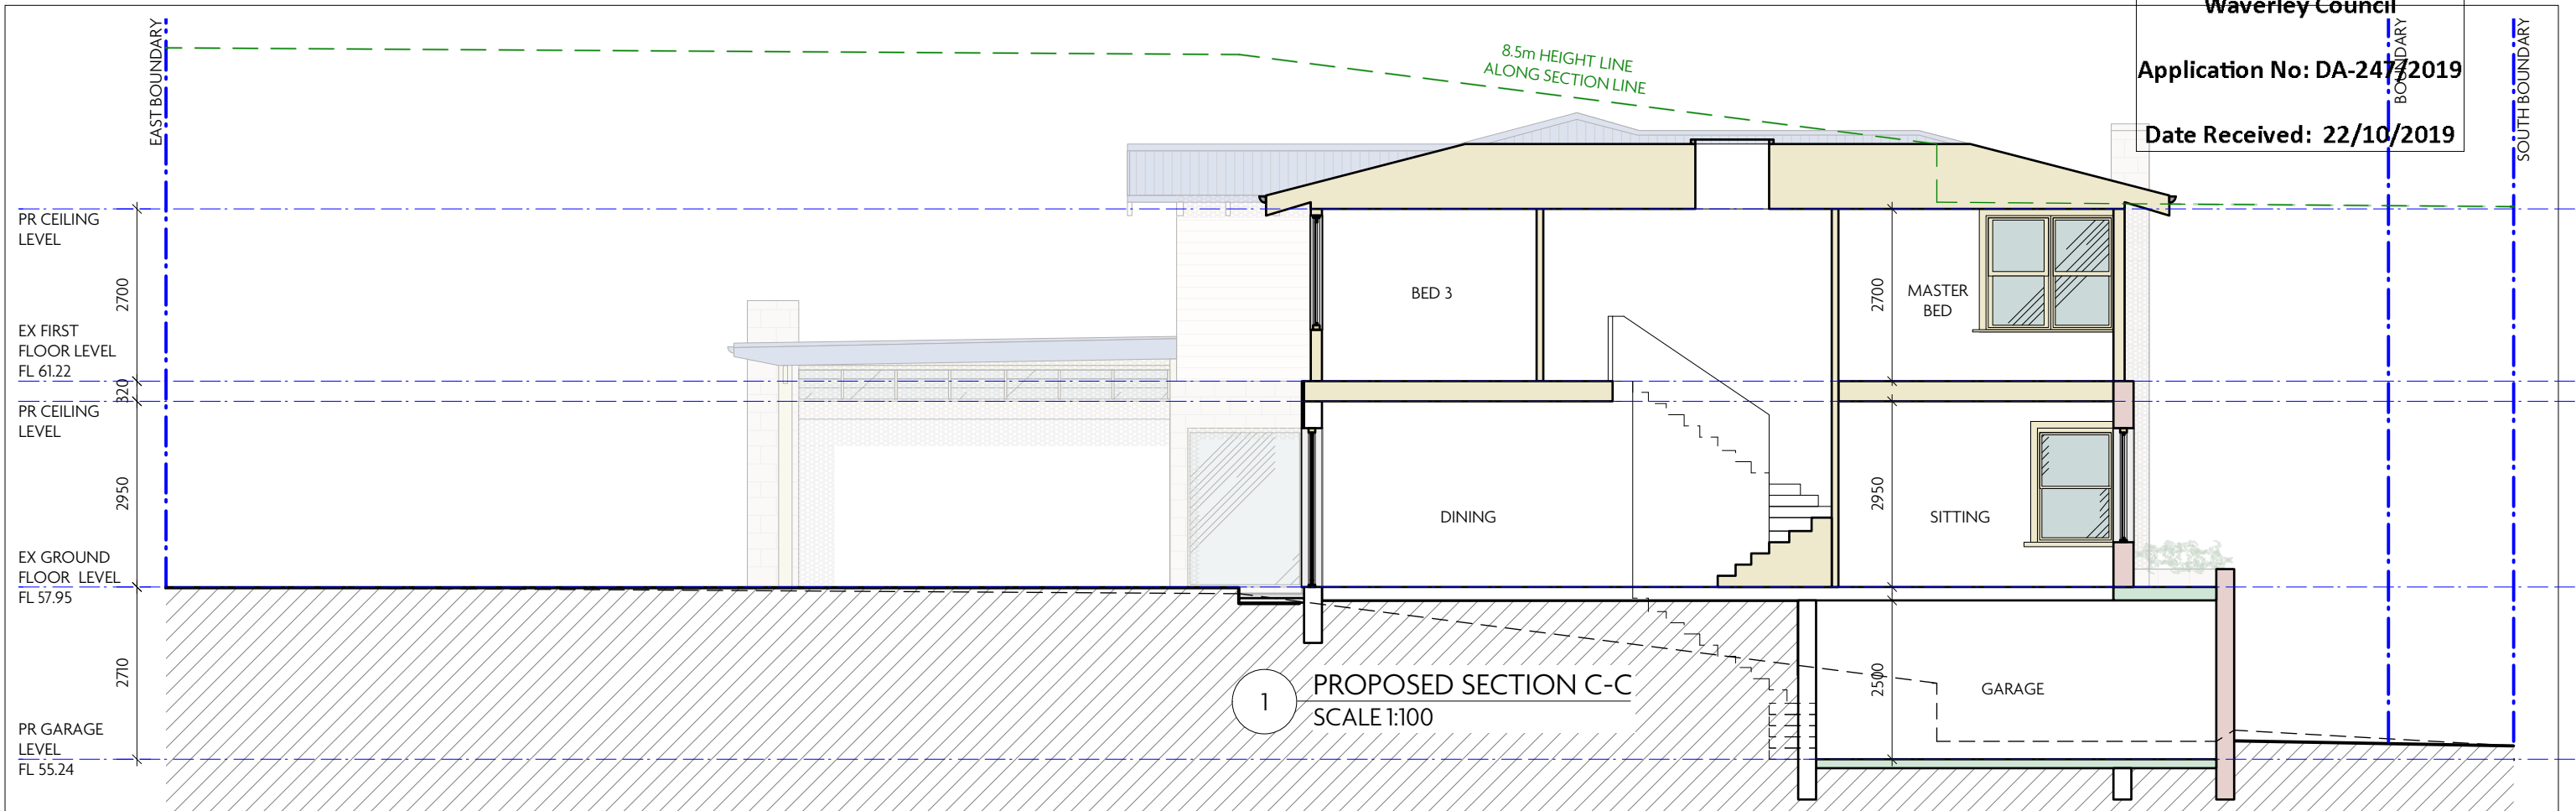 Waverley Council
Application No: DA-247/2019
Date Received: 22/10/2019
EAST BOUNDARY
BOUNDARY
SOUTH BOUNDARY
8.5m HEIGHT LINE
ALONG SECTION LINE
PR CEILING
LEVEL
2700
EX FIRST
FLOOR LEVEL
FL 61.22
320
PR CEILING
LEVEL
2950
EX GROUND
FLOOR LEVEL
FL 57.95
2710
PR GARAGE
LEVEL
FL 55.24
BED 3
2700
MASTER
BED
DINING
2950
SITTING
2500
GARAGE
1
PROPOSED SECTION C-C
SCALE 1:100